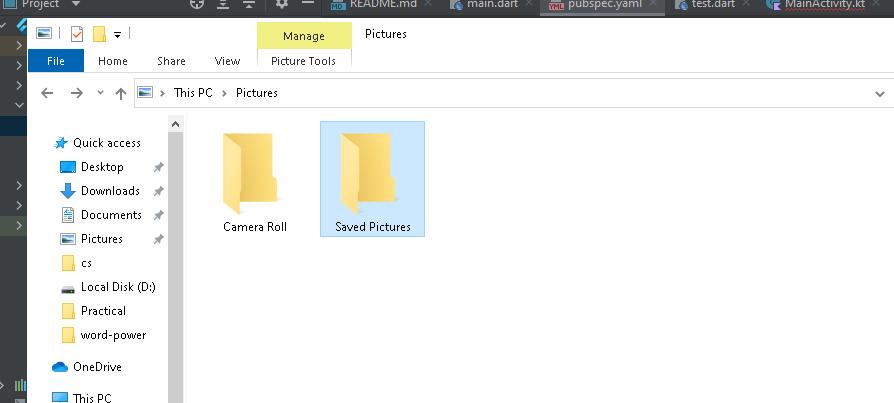 Project
README.md
main.dart
pubspec.yaml
test.dart
MainActivity.kt
Manage
Pictures
File
Home
Share
View
Picture Tools
This PC
Pictures
Quick access
Desktop
Downloads
Documents
Pictures
cs
Local Disk (D:)
Practical
word-power
OneDrive
This PC
Camera Roll
Saved Pictures